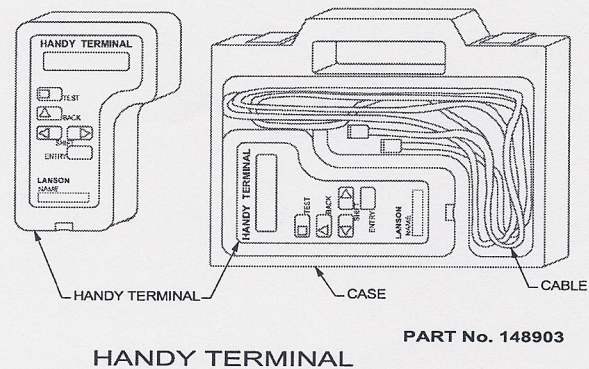 HANDY TERMINAL
TEST
BACK
SHIFT
ENTRY
LANSON
NAME
HANDY TERMINAL
TEST
BACK
SHIFT
ENTRY
LANSON
NAME
HANDY TERMINAL
CASE
CABLE
PART No. 148903
HANDY TERMINAL